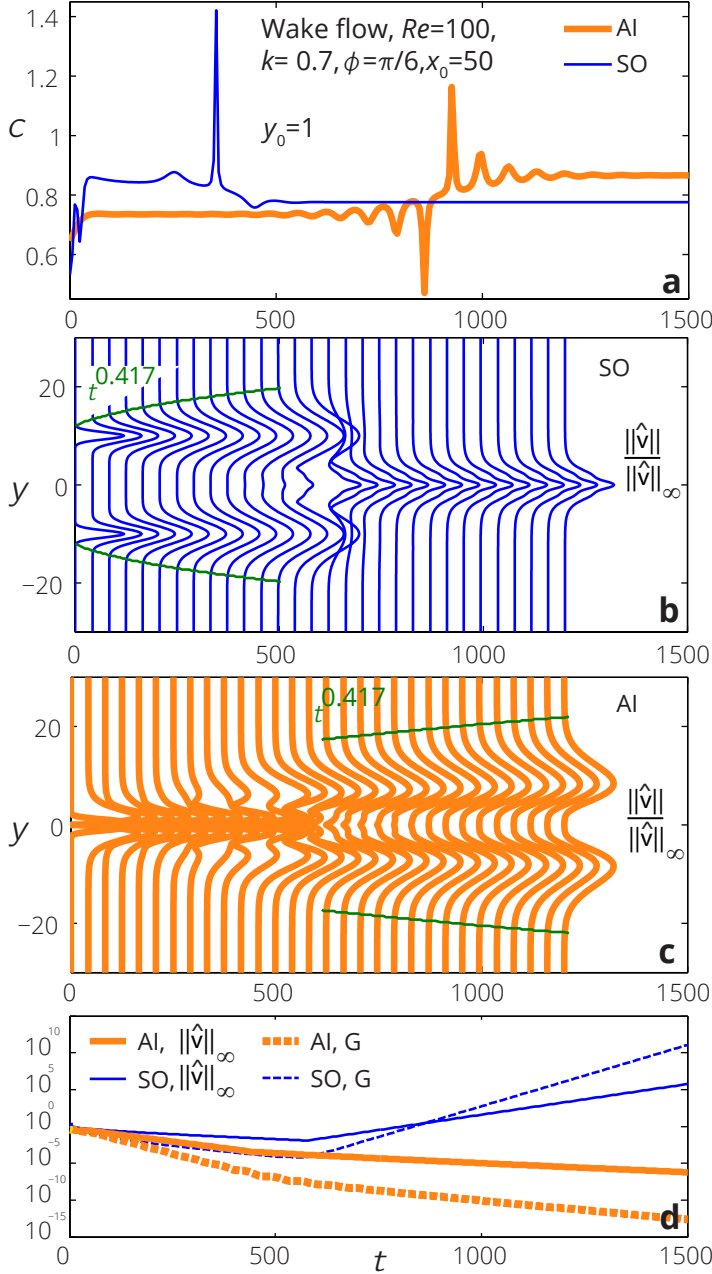 1.4
1.2
1
0.8
0.6
C
Wake flow, Re=100,
k= 0.7,ϕ=π/6,x₀=50
y₀=1
AI
SO
a
0 500 1000 1500
20
0
−20
y
t^0.417
SO
||v̂||
||v̂||∞
b
0 500 1000 1500
20
0
−20
y
t^0.417
AI
||v̂||
||v̂||∞
c
0 500 1000 1500
10^10
10^5
10^0
10^-5
10^-10
10^-15
AI, ||v̂||∞ AI, G
SO, ||v̂||∞ SO, G
d
0 500 1000 1500
t